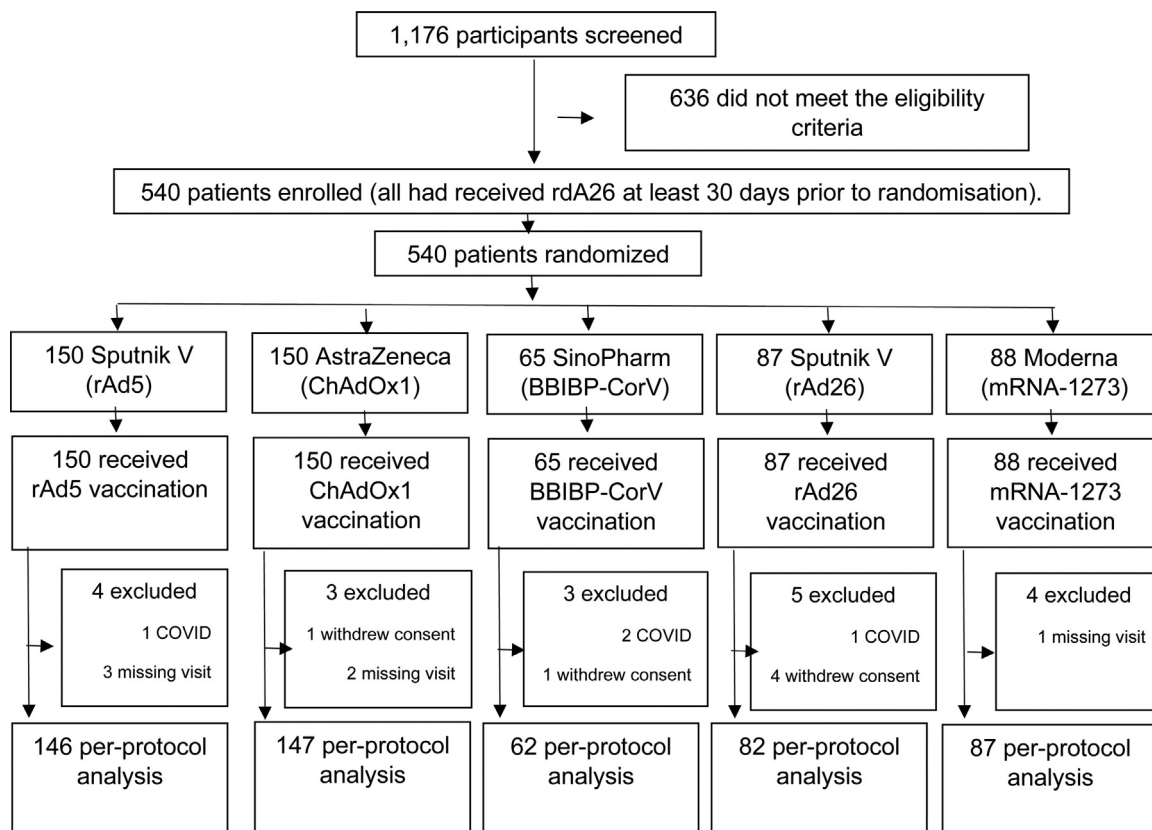 1,176 participants screened
636 did not meet the eligibility
criteria
540 patients enrolled (all had received rdA26 at least 30 days prior to randomisation).
540 patients randomized
150 Sputnik V
(rAd5)
150 AstraZeneca
(ChAdOx1)
65 SinoPharm
(BBIBP-CorV)
87 Sputnik V
(rAd26)
88 Moderna
(mRNA-1273)
150 received
rAd5 vaccination
150 received
ChAdOx1
vaccination
65 received
BBIBP-CorV
vaccination
87 received
rAd26
vaccination
88 received
mRNA-1273
vaccination
4 excluded
1 COVID
3 missing visit
3 excluded
1 withdrew consent
2 missing visit
3 excluded
2 COVID
1 withdrew consent
5 excluded
1 COVID
4 withdrew consent
4 excluded
1 missing visit
146 per-protocol
analysis
147 per-protocol
analysis
62 per-protocol
analysis
82 per-protocol
analysis
87 per-protocol
analysis